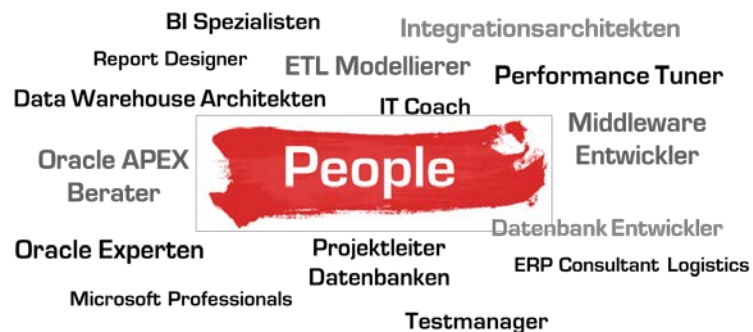 BI Spezialisten
Integrationsarchitekten
Report Designer
ETL Modellierer
Performance Tuner
Data Warehouse Architekten
IT Coach
Middleware
Entwickler
Oracle APEX
Berater
People
Datenbank Entwickler
Oracle Experten
Projektleiter
Datenbanken
ERP Consultant Logistics
Microsoft Professionals
Testmanager